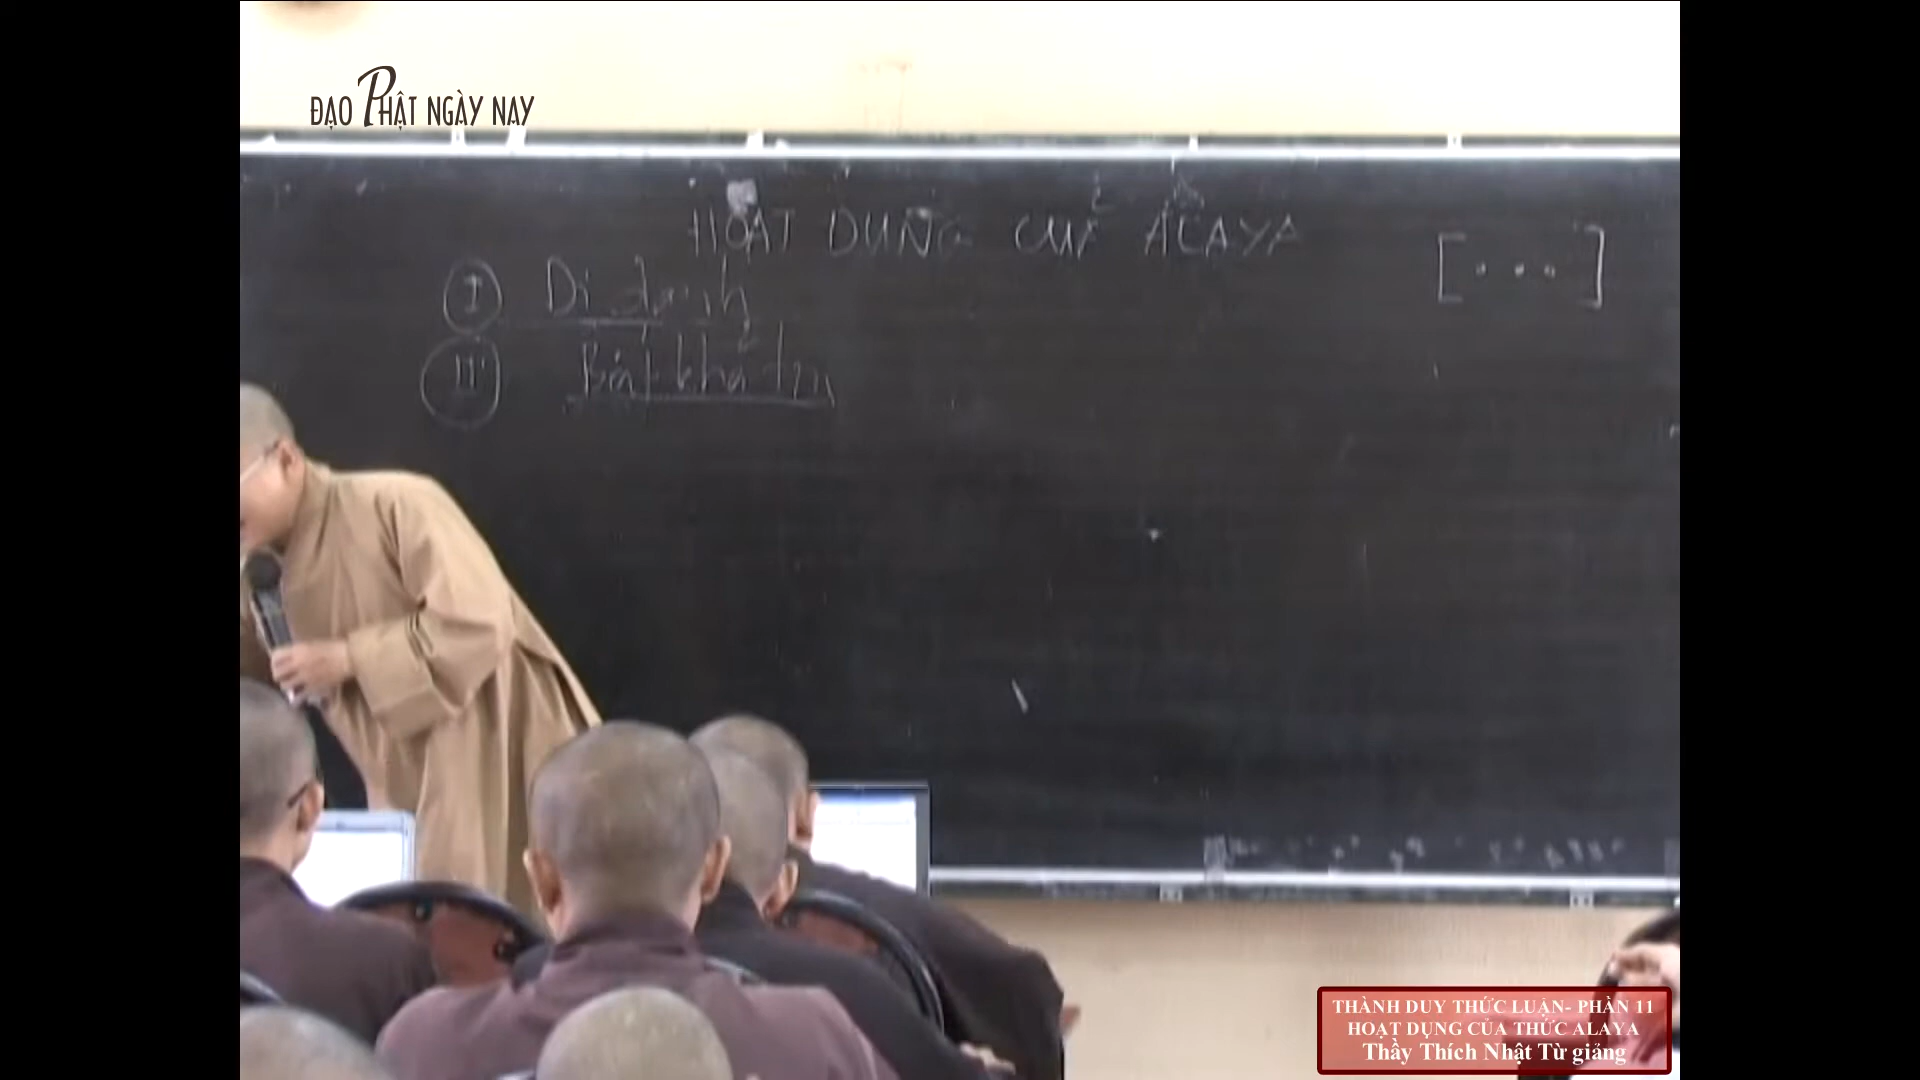 ĐẠO PHẬT NGÀY NAY
HOẠT DỤNG CỦA ALAYA
[...]
I Dị danh
II Bất khả tri
THÀNH DUY THỨC LUẬN- PHẦN 11
HOẠT DỤNG CỦA THỨC ALAYA
Thầy Thích Nhật Từ giảng